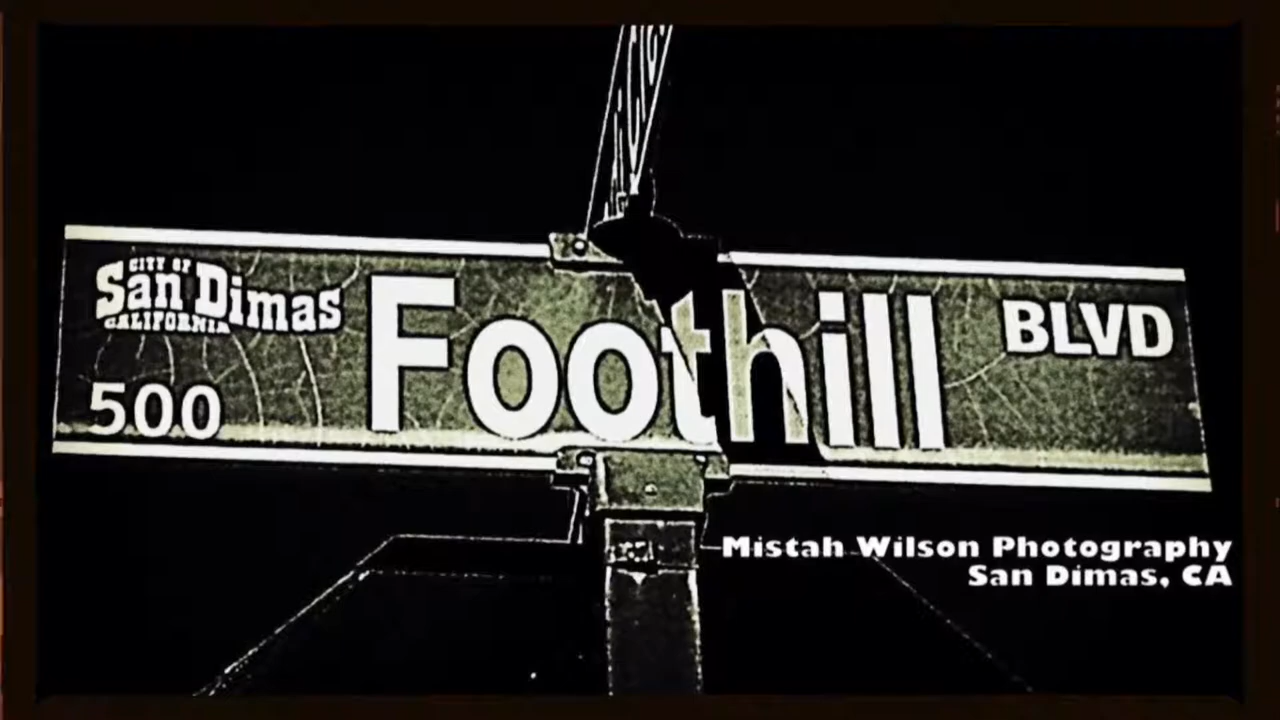 CITY OF
San Dimas
CALIFORNIA
500
Foothill
BLVD
Mistah Wilson Photography
San Dimas, CA